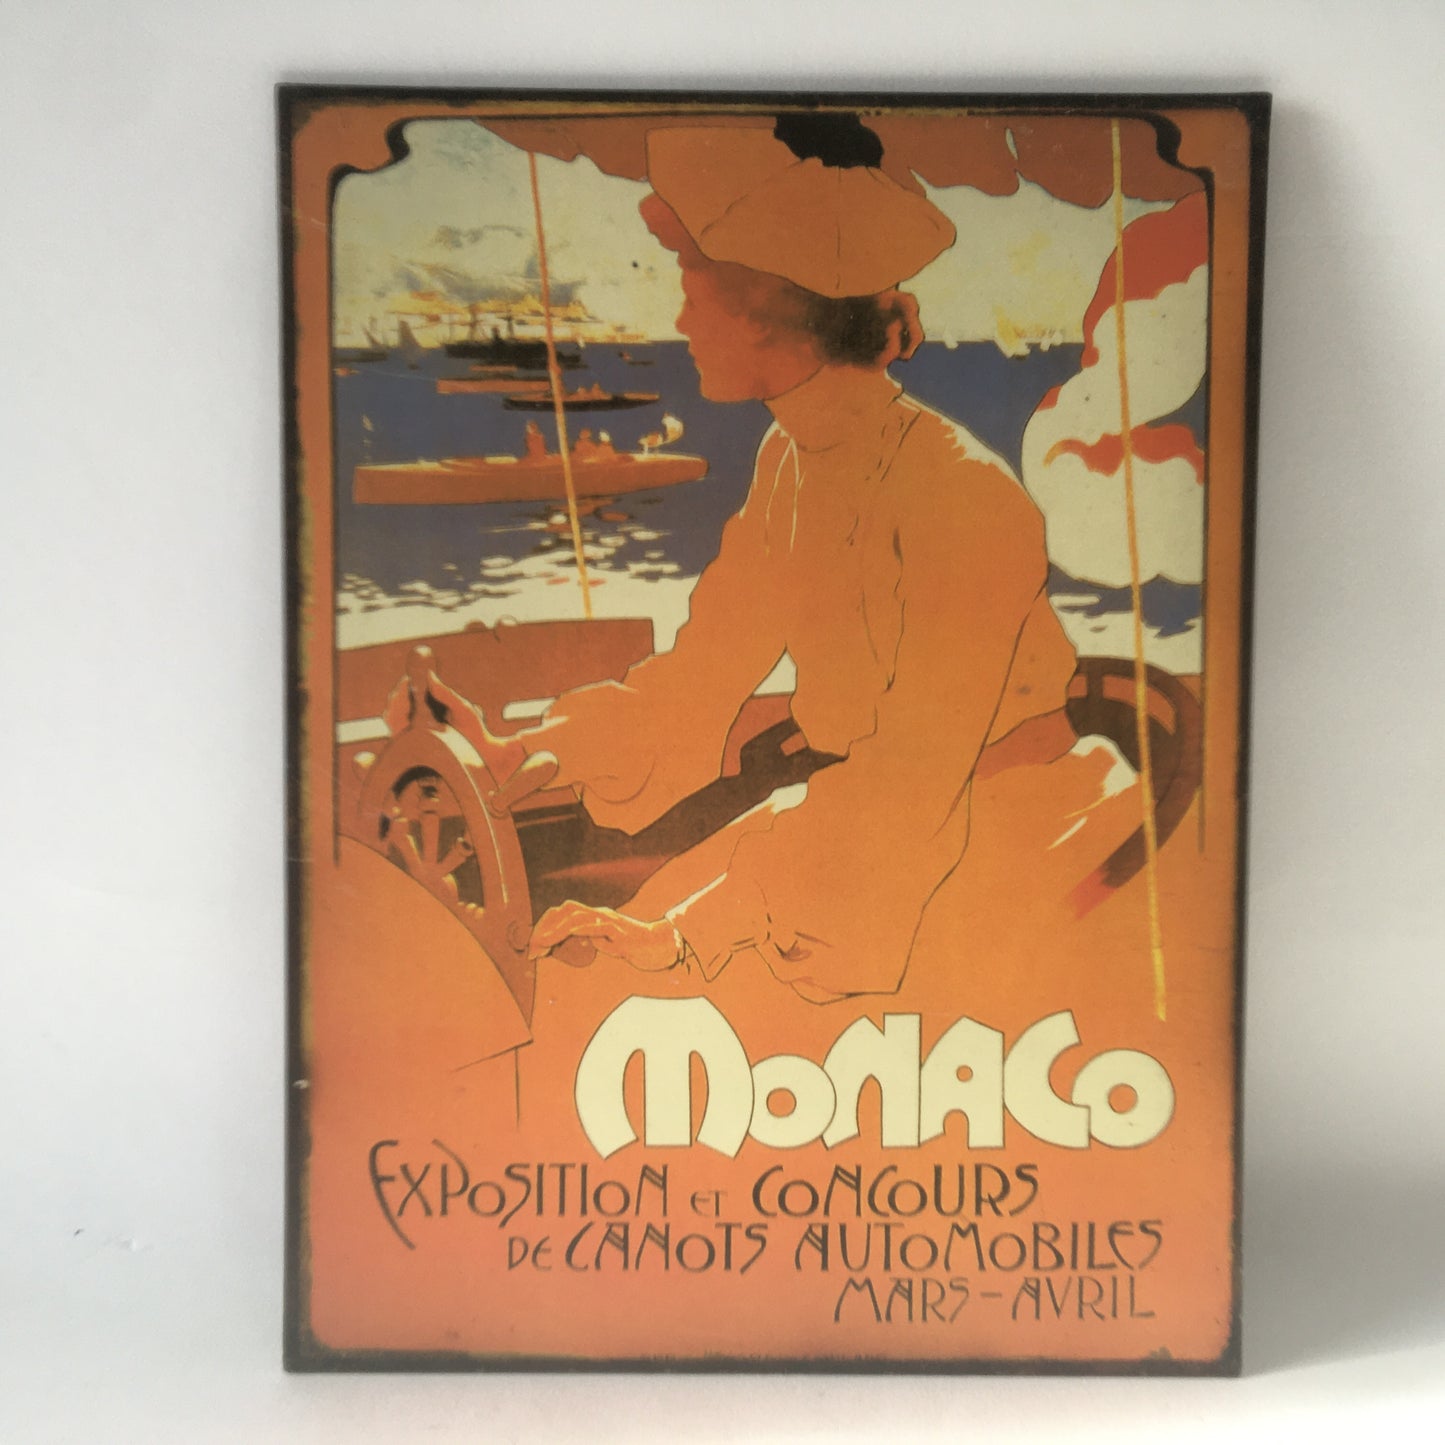 MONACO
EXPOSITION ET CONCOURS
DE CANOTS AUTOMOBILES
MARS-AVRIL